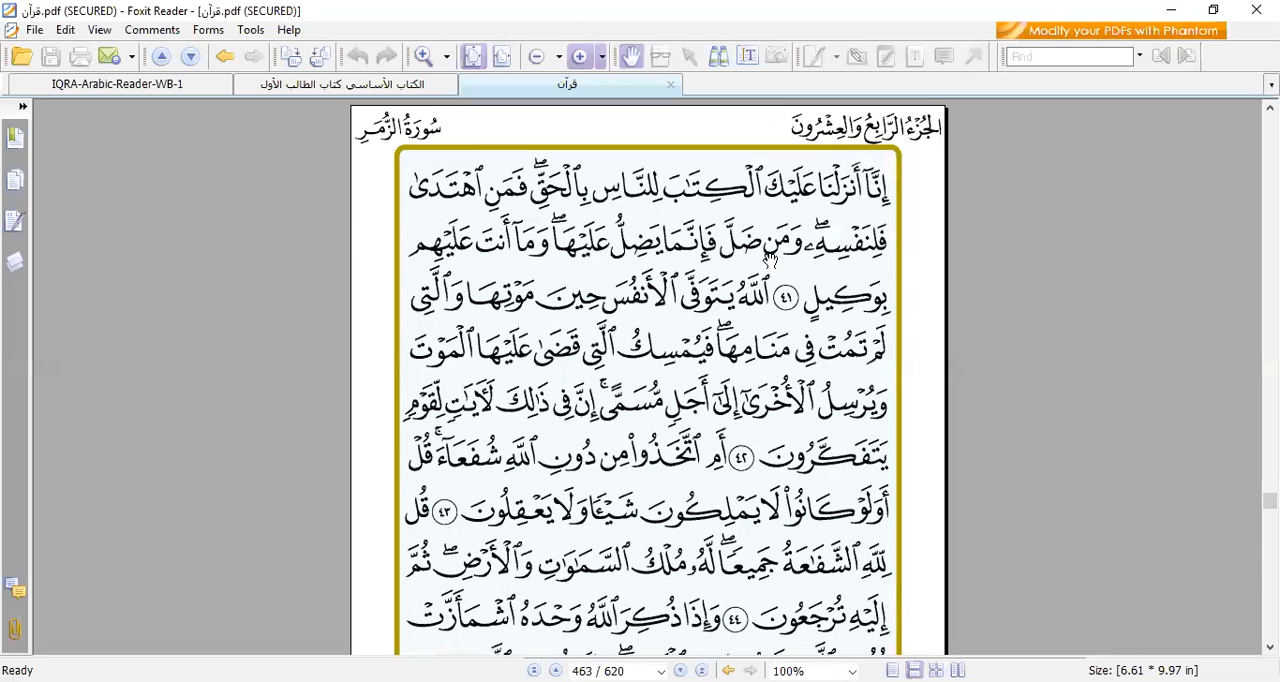 قرآن.pdf (SECURED) - Foxit Reader - [قرآن.pdf (SECURED)]
File Edit View Comments Forms Tools Help
Modify your PDFs with Phantom
Find
IQRA-Arabic-Reader-WB-1 الكتاب الأساسي كتاب الطالب الأول قرآن
الجُزْءُ الرَّابِعُ وَالعِشْرُونَ سُورَةُ الزُّمَرِ
إِنَّآ أَنزَلْنَا عَلَيْكَ ٱلْكِتَٰبَ لِلنَّاسِ بِٱلْحَقِّۖ فَمَنِ ٱهْتَدَىٰ
فَلِنَفْسِهِۦۖ وَمَن ضَلَّ فَإِنَّمَا يَضِلُّ عَلَيْهَاۖ وَمَآ أَنتَ عَلَيْهِم
بِوَكِيلٍ ٤١ ٱللَّهُ يَتَوَفَّى ٱلْأَنفُسَ حِينَ مَوْتِهَا وَٱلَّتِى
لَمْ تَمُتْ فِى مَنَامِهَاۖ فَيُمْسِكُ ٱلَّتِى قَضَىٰ عَلَيْهَا ٱلْمَوْتَ
وَيُرْسِلُ ٱلْأُخْرَىٰٓ إِلَىٰٓ أَجَلٍ مُّسَمًّىۚ إِنَّ فِى ذَٰلِكَ لَءَايَٰتٍ لِّقَوْمٍ
يَتَفَكَّرُونَ ٤٢ أَمِ ٱتَّخَذُوا۟ مِن دُونِ ٱللَّهِ شُفَعَآءَۚ قُلْ
أَوَلَوْ كَانُوا۟ لَا يَمْلِكُونَ شَيْـًٔا وَلَا يَعْقِلُونَ ٤٣ قُل
لِّلَّهِ ٱلشَّفَٰعَةُ جَمِيعًاۖ لَّهُۥ مُلْكُ ٱلسَّمَٰوَٰتِ وَٱلْأَرْضِۖ ثُمَّ
إِلَيْهِ تُرْجَعُونَ ٤٤ وَإِذَا ذُكِرَ ٱللَّهُ وَحْدَهُ ٱشْمَأَزَّتْ
Ready 463 / 620 100% Size: [6.61 * 9.97 in]